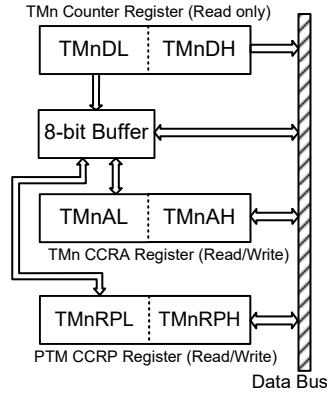 TMn Counter Register (Read only)
TMnDL TMnDH
8-bit Buffer
TMnAL TMnAH
TMn CCRA Register (Read/Write)
TMnRPL TMnRPH
PTM CCRP Register (Read/Write)
Data Bus